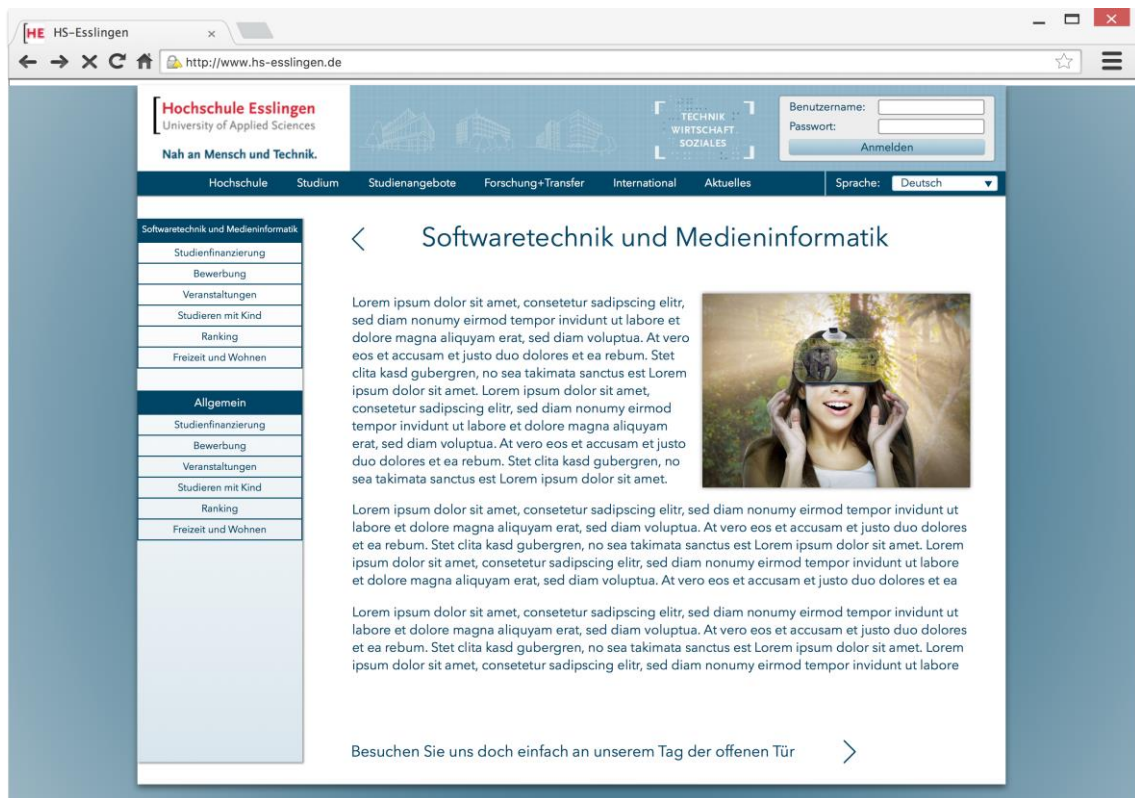 HE HS-Esslingen
http://www.hs-esslingen.de
Hochschule Esslingen
University of Applied Sciences
Nah an Mensch und Technik.
TECHNIK
WIRTSCHAFT
SOZIALES
Benutzername:
Passwort:
Anmelden
Hochschule Studium Studienangebote Forschung+Transfer International Aktuelles Sprache: Deutsch
Softwaretechnik und Medieninformatik
Studienfinanzierung
Bewerbung
Veranstaltungen
Studieren mit Kind
Ranking
Freizeit und Wohnen
Allgemein
Studienfinanzierung
Bewerbung
Veranstaltungen
Studieren mit Kind
Ranking
Freizeit und Wohnen
Softwaretechnik und Medieninformatik
Lorem ipsum dolor sit amet, consetetur sadipscing elitr,
sed diam nonumy eirmod tempor invidunt ut labore et
dolore magna aliquyam erat, sed diam voluptua. At vero
eos et accusam et justo duo dolores et ea rebum. Stet
clita kasd gubergren, no sea takimata sanctus est Lorem
ipsum dolor sit amet. Lorem ipsum dolor sit amet,
consetetur sadipscing elitr, sed diam nonumy eirmod
tempor invidunt ut labore et dolore magna aliquyam
erat, sed diam voluptua. At vero eos et accusam et justo
duo dolores et ea rebum. Stet clita kasd gubergren, no
sea takimata sanctus est Lorem ipsum dolor sit amet.
Lorem ipsum dolor sit amet, consetetur sadipscing elitr, sed diam nonumy eirmod tempor invidunt ut
labore et dolore magna aliquyam erat, sed diam voluptua. At vero eos et accusam et justo duo dolores
et ea rebum. Stet clita kasd gubergren, no sea takimata sanctus est Lorem ipsum dolor sit amet. Lorem
ipsum dolor sit amet, consetetur sadipscing elitr, sed diam nonumy eirmod tempor invidunt ut labore
et dolore magna aliquyam erat, sed diam voluptua. At vero eos et accusam et justo duo dolores et ea
Lorem ipsum dolor sit amet, consetetur sadipscing elitr, sed diam nonumy eirmod tempor invidunt ut
labore et dolore magna aliquyam erat, sed diam voluptua. At vero eos et accusam et justo duo dolores
et ea rebum. Stet clita kasd gubergren, no sea takimata sanctus est Lorem ipsum dolor sit amet. Lorem
ipsum dolor sit amet, consetetur sadipscing elitr, sed diam nonumy eirmod tempor invidunt ut labore
Besuchen Sie uns doch einfach an unserem Tag der offenen Tür